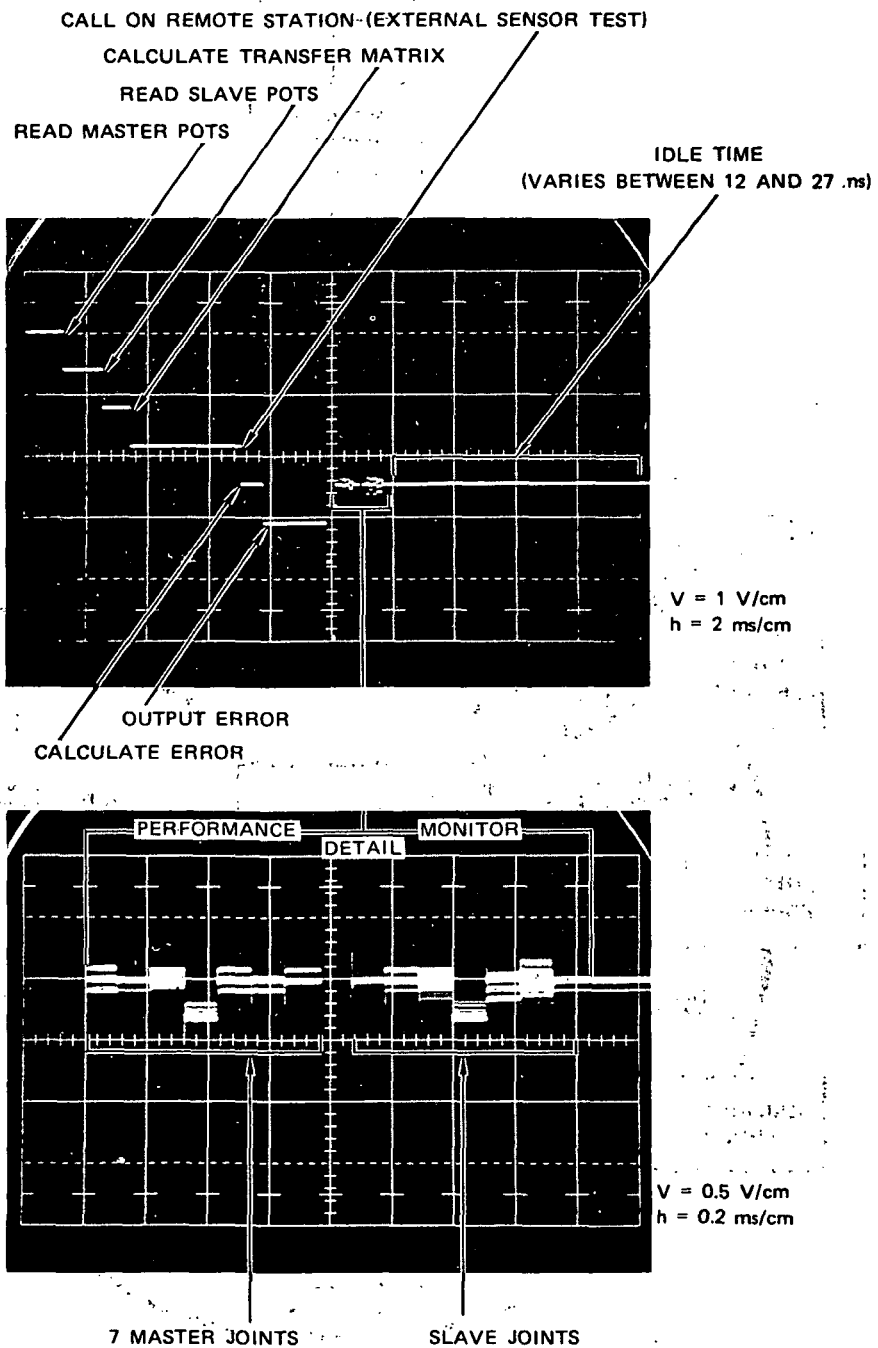 CALL ON REMOTE STATION (EXTERNAL SENSOR TEST)
CALCULATE TRANSFER MATRIX
READ SLAVE POTS
READ MASTER POTS
IDLE TIME
(VARIES BETWEEN 12 AND 27 .ns)
V = 1 V/cm
h = 2 ms/cm
OUTPUT ERROR
CALCULATE ERROR
PERFORMANCE MONITOR
DETAIL
V = 0.5 V/cm
h = 0.2 ms/cm
7 MASTER JOINTS SLAVE JOINTS